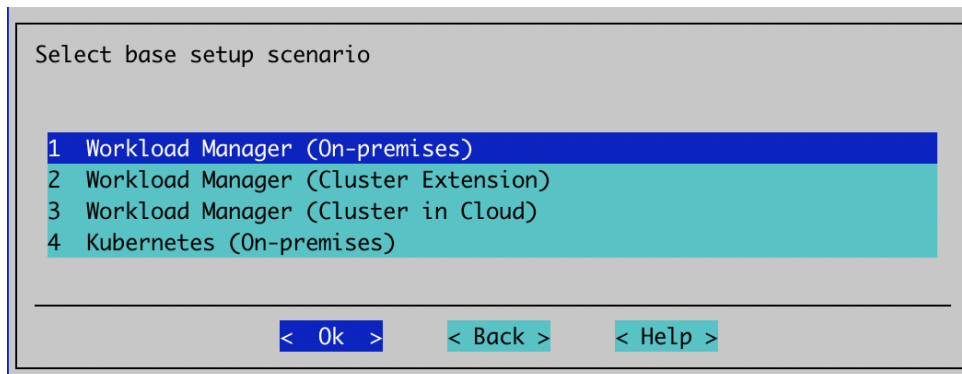 Select base setup scenario
1 Workload Manager (On-premises)
2 Workload Manager (Cluster Extension)
3 Workload Manager (Cluster in Cloud)
4 Kubernetes (On-premises)
< Ok > < Back > < Help >